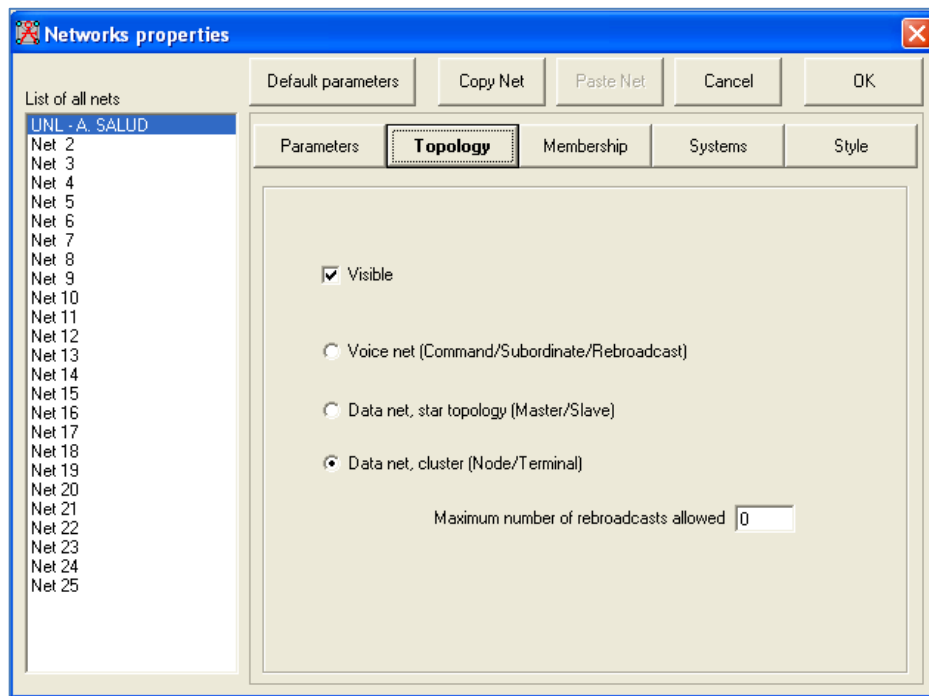 Networks properties
Default parameters
Copy Net
Paste Net
Cancel
OK
List of all nets
UNL - A. SALUD
Net 2
Net 3
Net 4
Net 5
Net 6
Net 7
Net 8
Net 9
Net 10
Net 11
Net 12
Net 13
Net 14
Net 15
Net 16
Net 17
Net 18
Net 19
Net 20
Net 21
Net 22
Net 23
Net 24
Net 25
Parameters
Topology
Membership
Systems
Style
Visible
Voice net (Command/Subordinate/Rebroadcast)
Data net, star topology (Master/Slave)
Data net, cluster (Node/Terminal)
Maximum number of rebroadcasts allowed 0